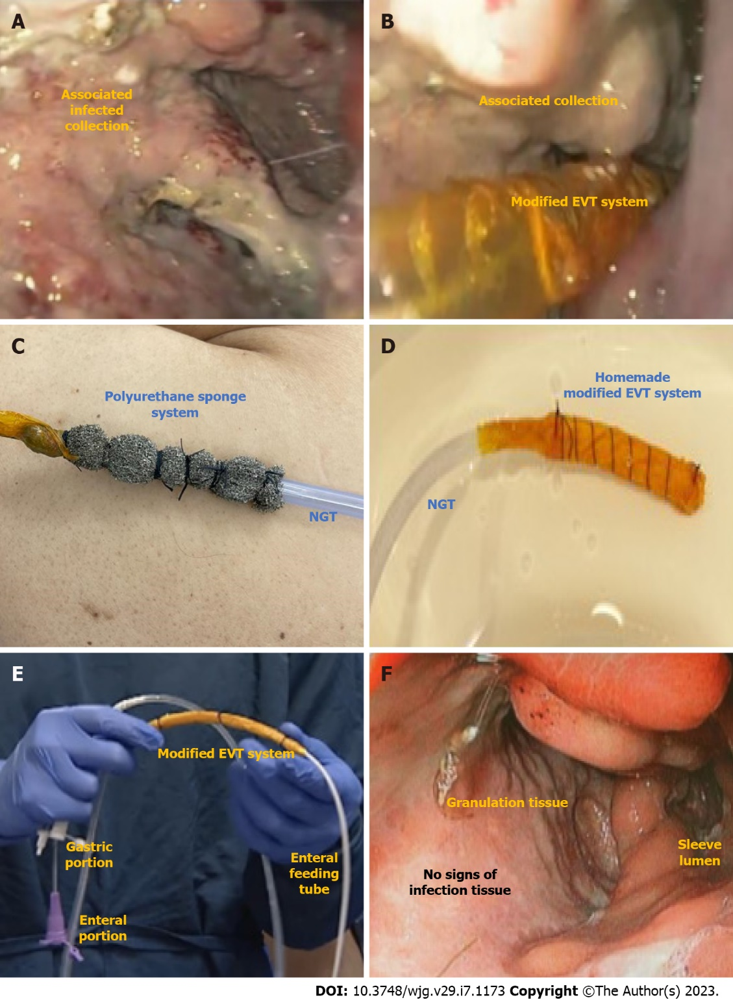 A
Associated
infected
collection
B
Associated collection
Modified EVT system
C
Polyurethane sponge
system
NGT
D
Homemade
modified EVT system
NGT
E
Modified EVT system
Gastric
portion
Enteral
feeding
tube
Enteral
portion
F
Granulation tissue
Sleeve
lumen
No signs of
infection tissue
DOI: 10.3748/wjg.v29.i7.1173 Copyright ©The Author(s) 2023.